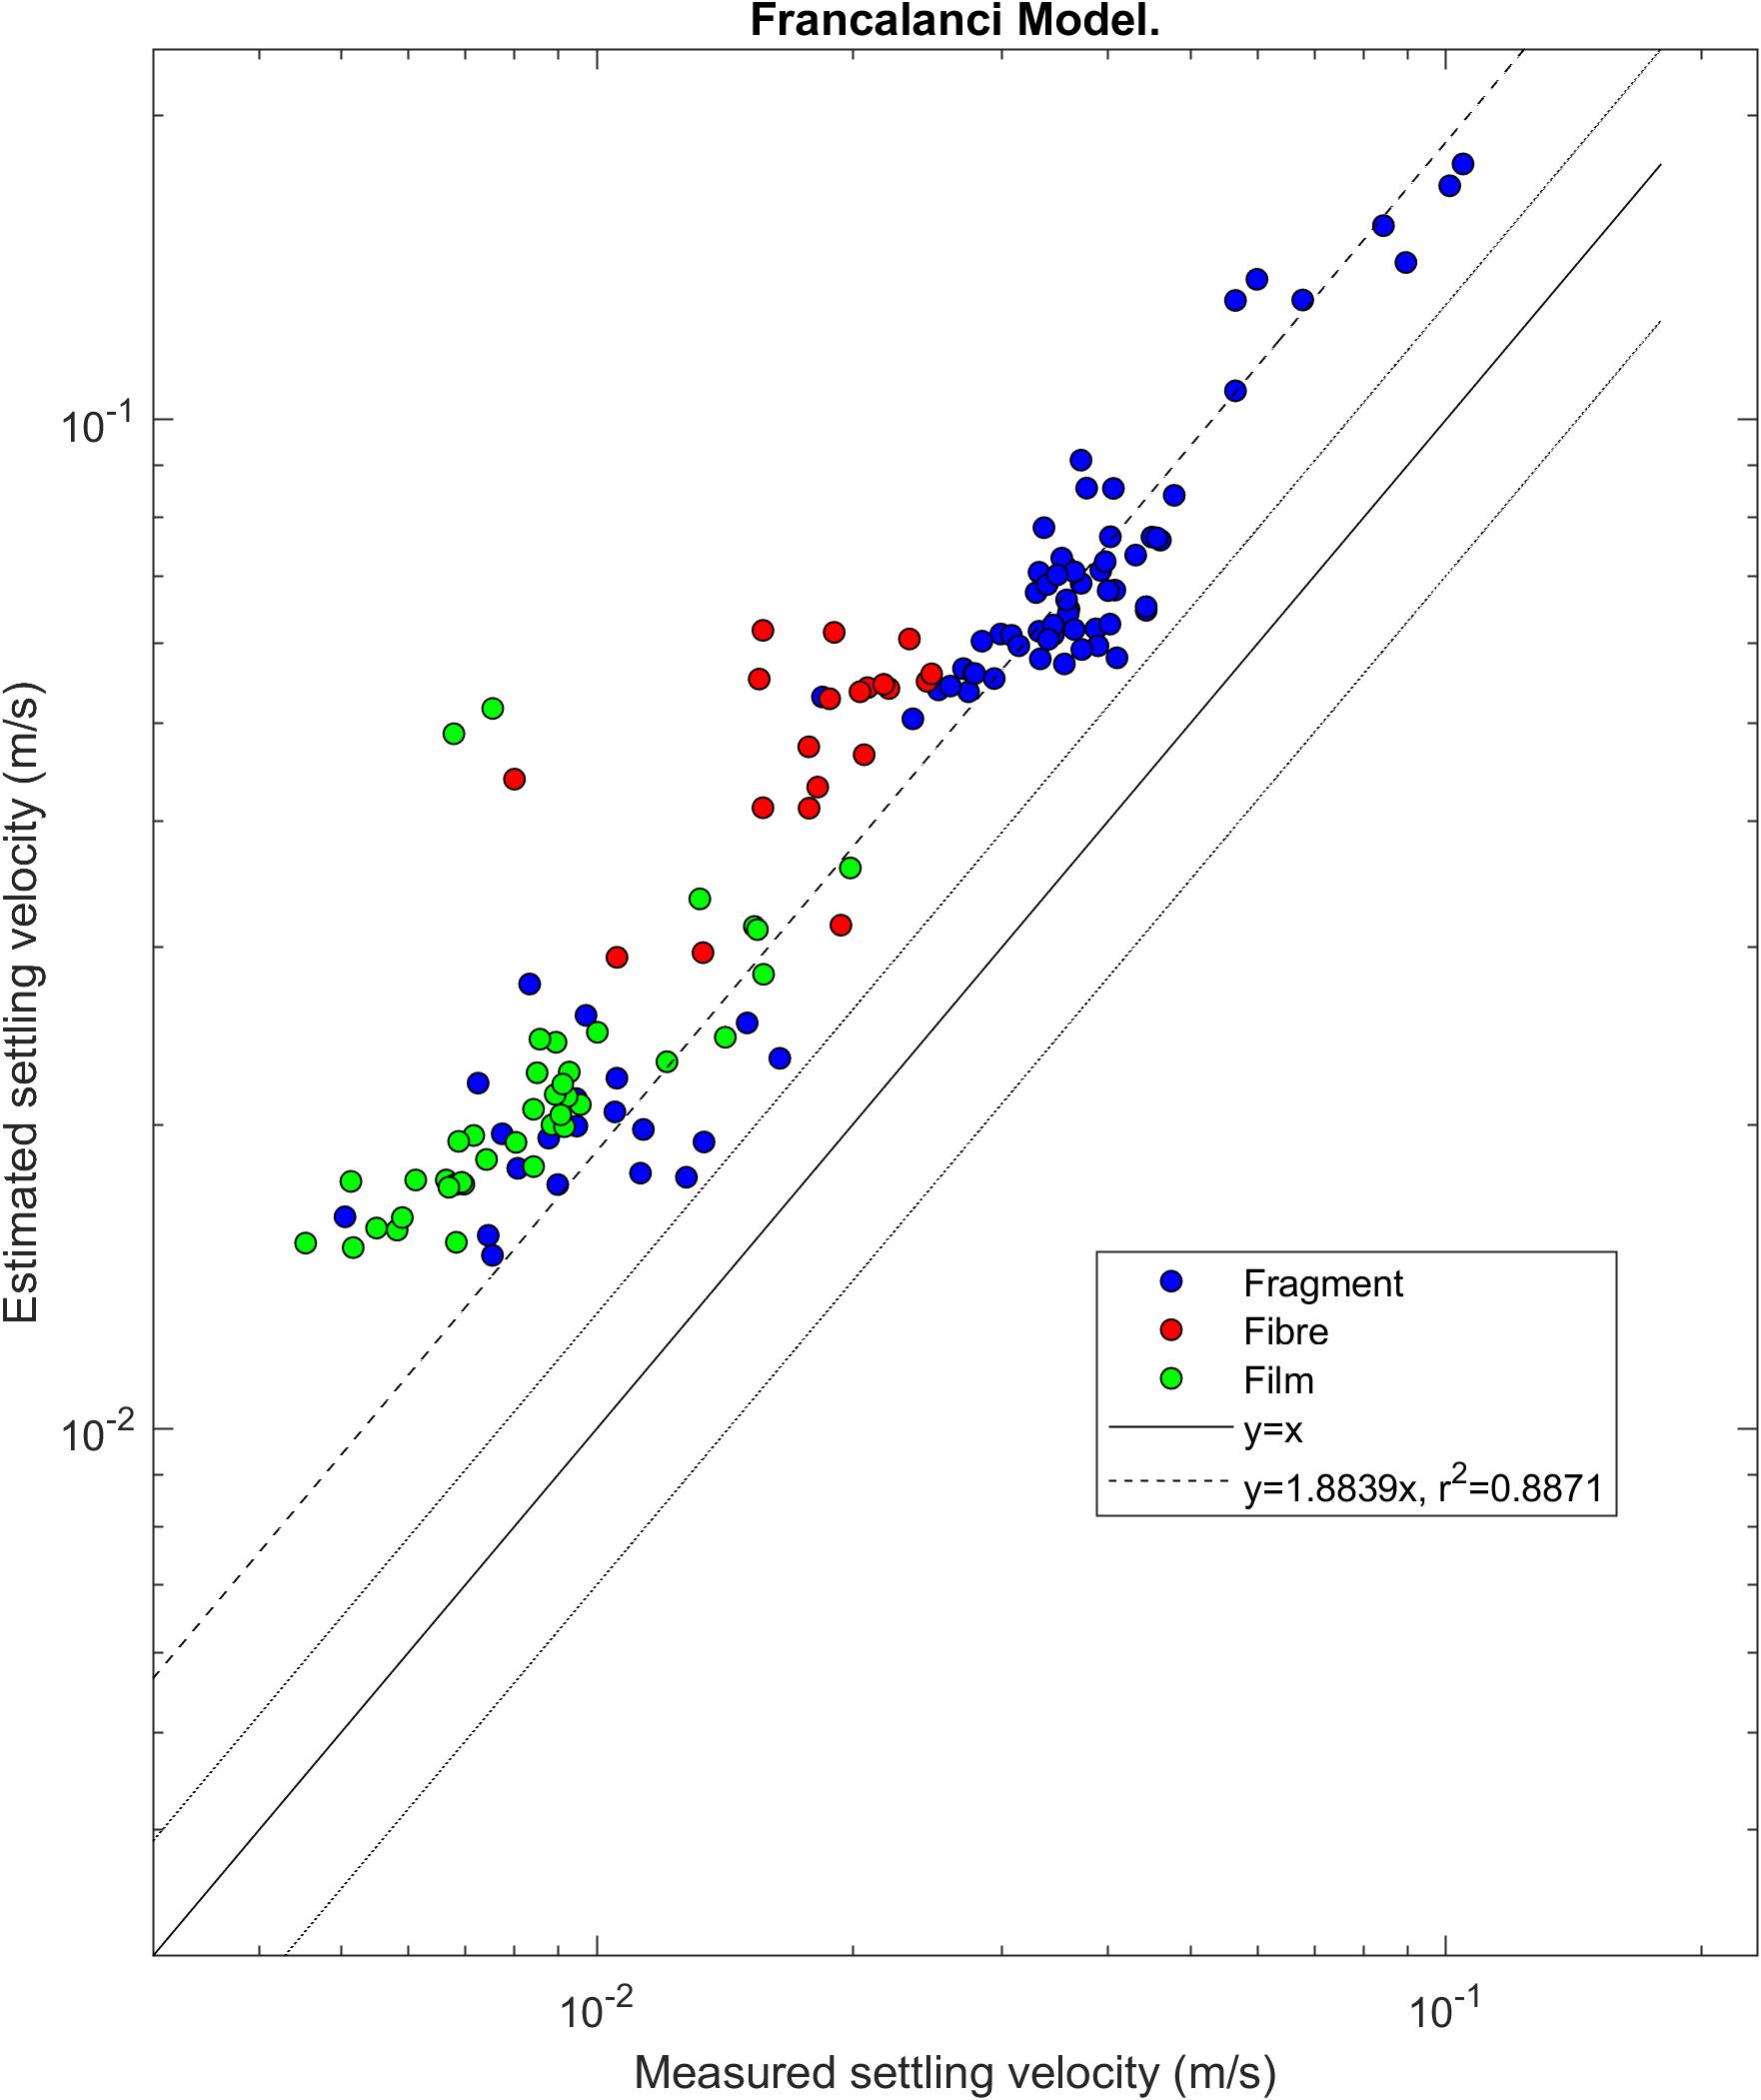 Francalanci Model.
Estimated settling velocity (m/s)
10-1
10-2
Fragment
Fibre
Film
y=x
y=1.8839x, r2=0.8871
10-2
10-1
Measured settling velocity (m/s)